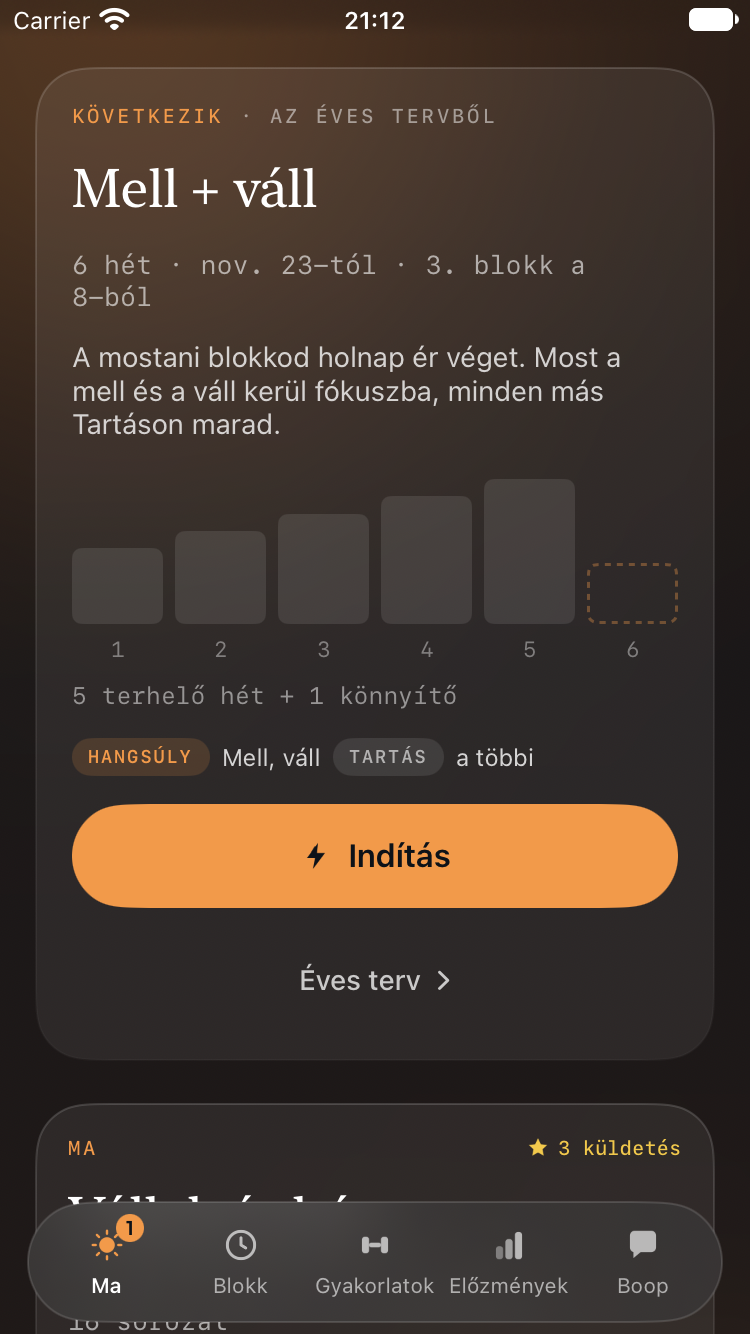 Carrier 21:12
KÖVETKEZIK · AZ ÉVES TERVBŐL
Mell + váll
6 hét · nov. 23–tól · 3. blokk a
8–ból
A mostani blokkod holnap ér véget. Most a
mell és a váll kerül fókuszba, minden más
Tartáson marad.
1 2 3 4 5 6
5 terhelő hét + 1 könnyítő
HANGSÚLY Mell, váll TARTÁS a többi
Indítás
Éves terv
MA 3 küldetés
1
Ma Blokk Gyakorlatok Előzmények Boop
16 sorozat